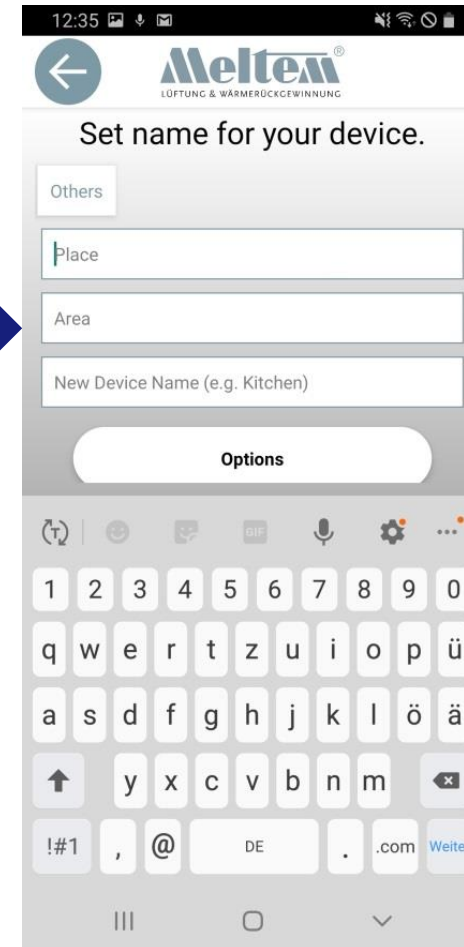 12:35
Meltem®
LÜFTUNG & WÄRMERÜCKGEWINNUNG
Set name for your device.
Others
Place
Area
New Device Name (e.g. Kitchen)
Options
GIF
1 2 3 4 5 6 7 8 9 0
q w e r t z u i o p ü
a s d f g h j k l ö ä
y x c v b n m
!#1 , @ DE . .com Weite